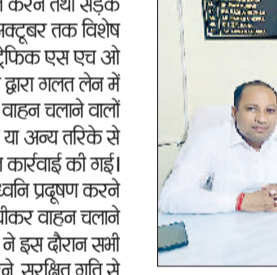 करने तथा सड़क
अक्टूबर तक विशेष
ट्रैफिक एस एच ओ
द्वारा गलत लेन में
वाहन चलाने वालों
या अन्य तरिके से
कार्रवाई की गई।
ध्वनि प्रदूषण करने
पीकर वाहन चलाने
ने इस दौरान सभी
सुरक्षित गति से